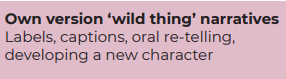 Own version ‘wild thing’ narratives
Labels, captions, oral re-telling,
developing a new character